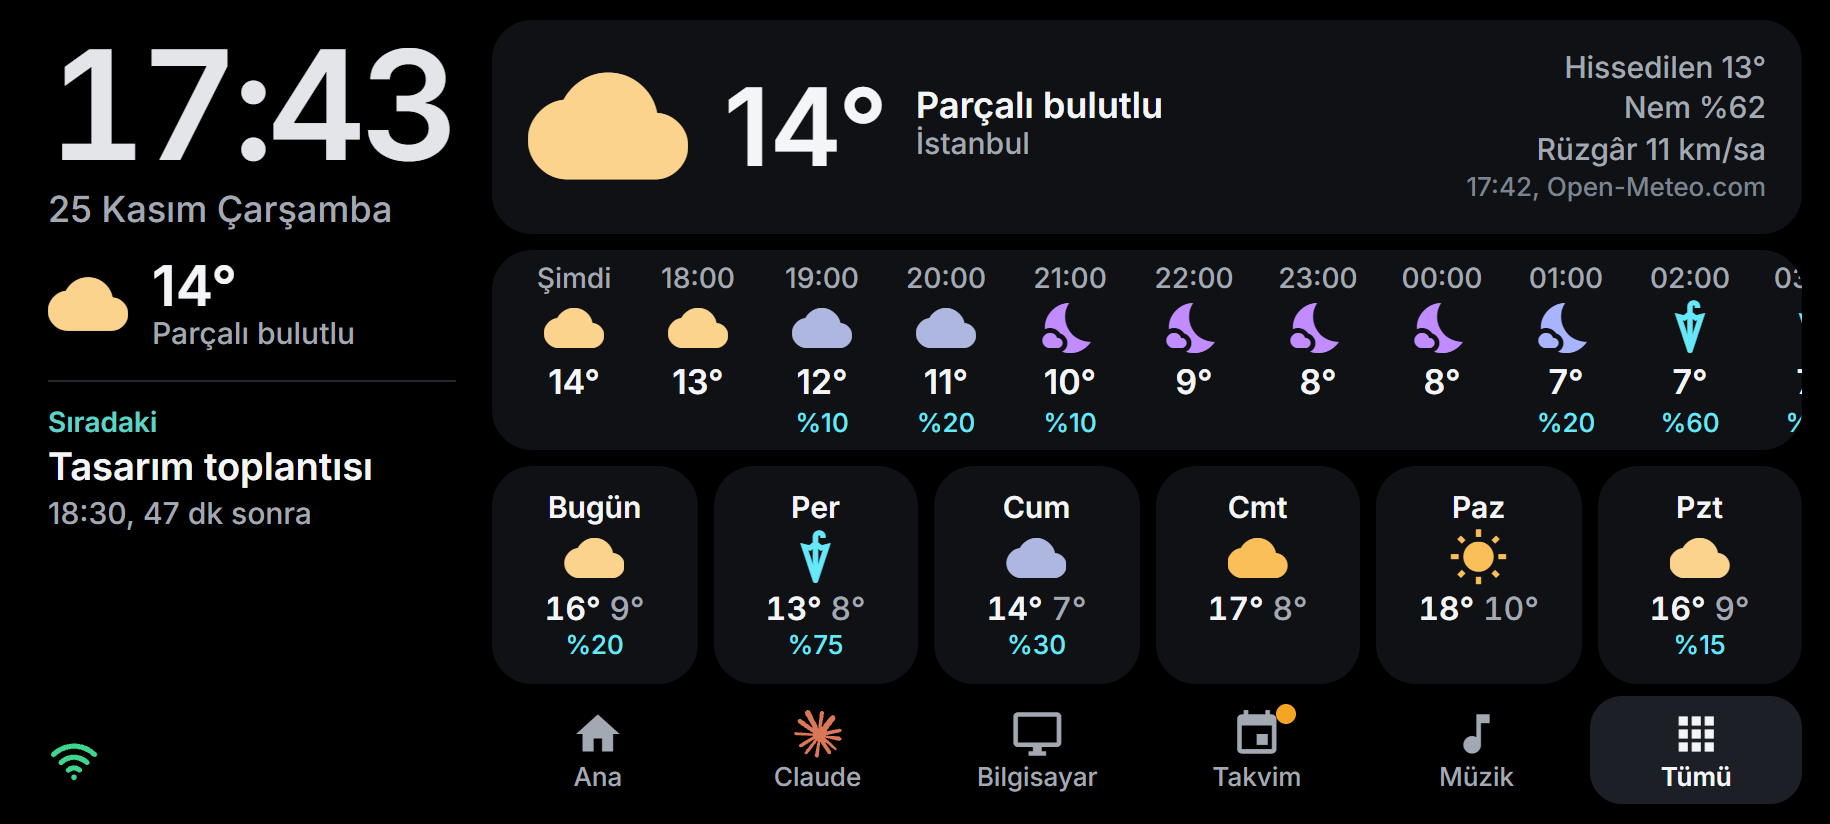 17:43
25 Kasım Çarşamba
14°
Parçalı bulutlu
Sıradaki
Tasarım toplantısı
18:30, 47 dk sonra
14°
Parçalı bulutlu
İstanbul
Hissedilen 13°
Nem %62
Rüzgâr 11 km/sa
17:42, Open-Meteo.com
Şimdi 18:00 19:00 20:00 21:00 22:00 23:00 00:00 01:00 02:00
14° 13° 12° 11° 10° 9° 8° 8° 7° 7°
%10 %20 %10 %20 %60
Bugün Per Cum Cmt Paz Pzt
16° 9° 13° 8° 14° 7° 17° 8° 18° 10° 16° 9°
%20 %75 %30 %15
Ana Claude Bilgisayar Takvim Müzik Tümü